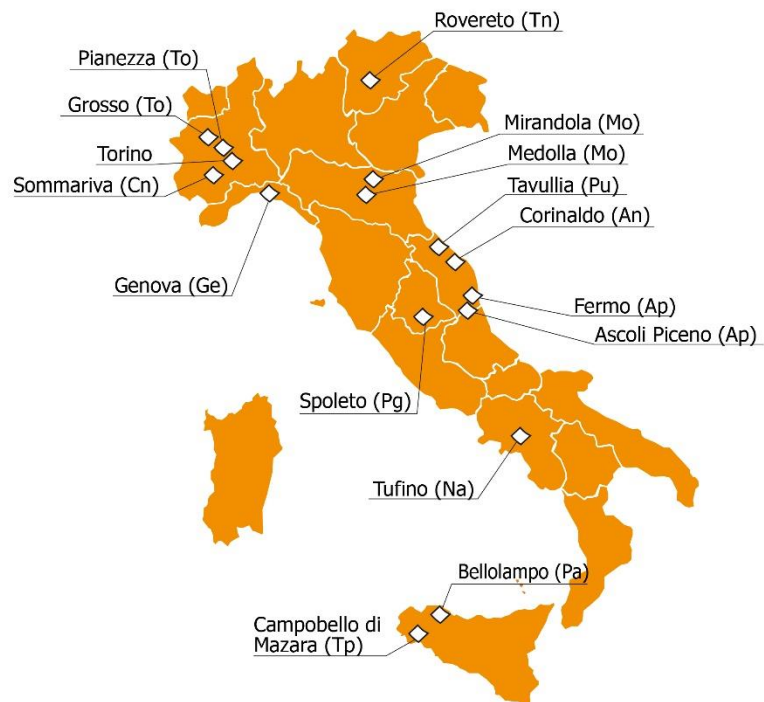 Rovereto (Tn)
Pianezza (To)
Grosso (To)
Mirandola (Mo)
Torino
Medolla (Mo)
Sommariva (Cn)
Tavullia (Pu)
Corinaldo (An)
Genova (Ge)
Fermo (Ap)
Ascoli Piceno (Ap)
Spoleto (Pg)
Tufino (Na)
Bellolampo (Pa)
Campobello di
Mazara (Tp)